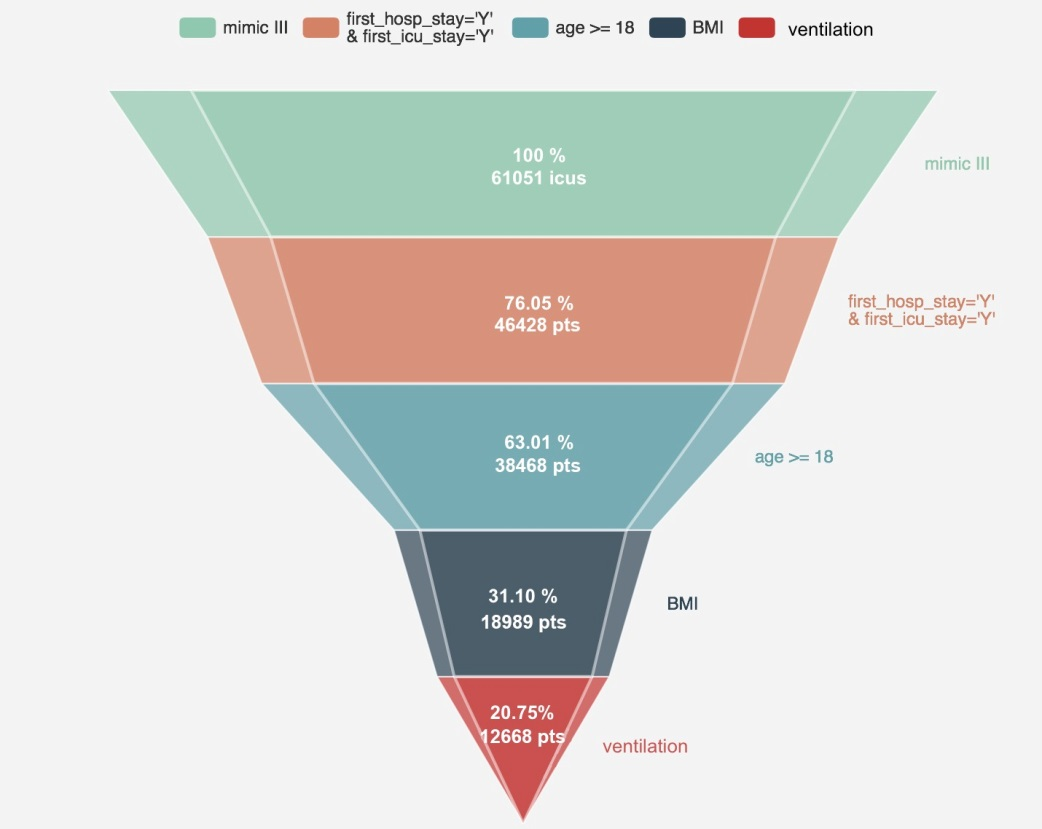 mimic III
first_hosp_stay='Y'
& first_icu_stay='Y'
age >= 18
BMI
ventilation
100 %
61051 icus
mimic III
76.05 %
46428 pts
first_hosp_stay='Y'
& first_icu_stay='Y'
63.01 %
38468 pts
age >= 18
31.10 %
18989 pts
BMI
20.75%
12668 pts
ventilation